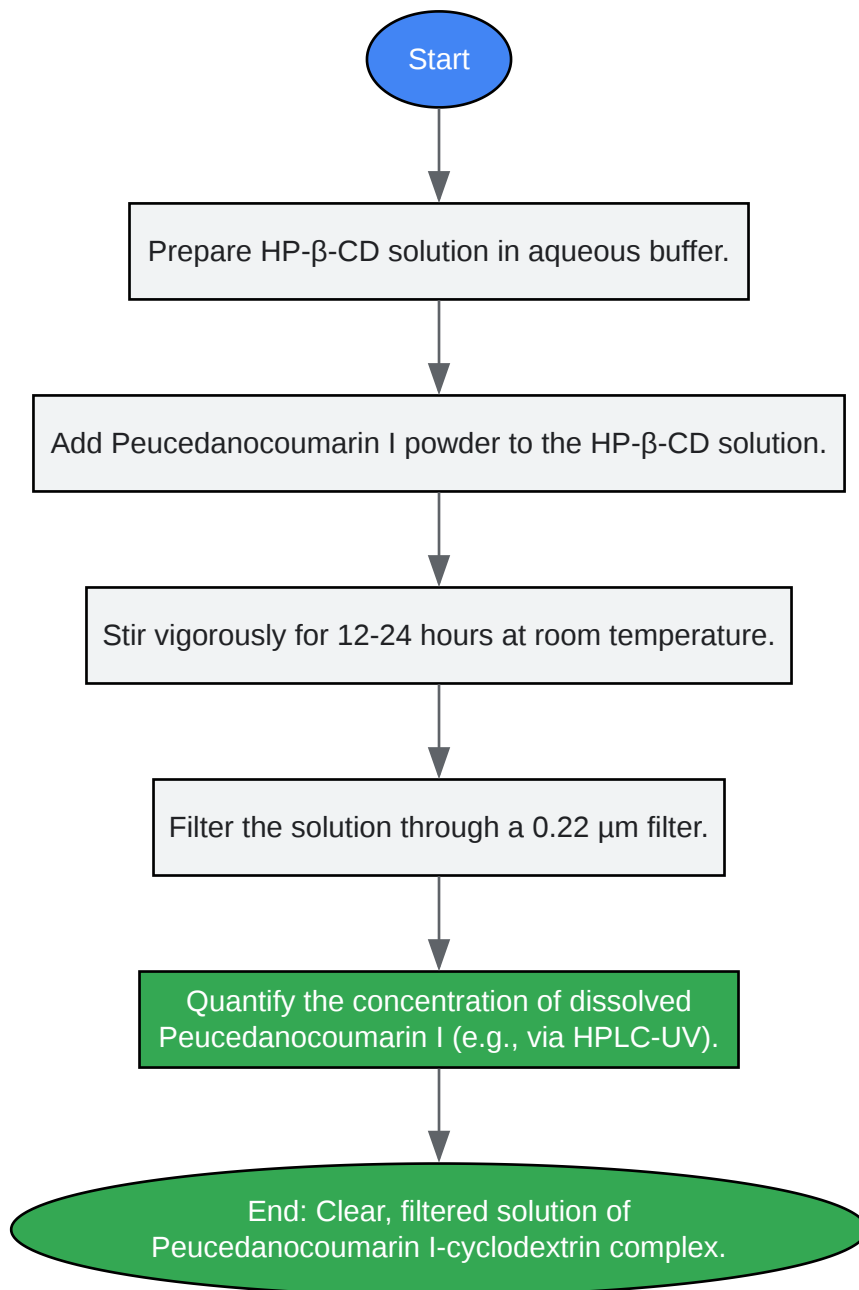 Start
Prepare HP-β-CD solution in aqueous buffer.
Add Peucedanocoumarin I powder to the HP-β-CD solution.
Stir vigorously for 12-24 hours at room temperature.
Filter the solution through a 0.22 µm filter.
Quantify the concentration of dissolved
Peucedanocoumarin I (e.g., via HPLC-UV).
End: Clear, filtered solution of
Peucedanocoumarin I-cyclodextrin complex.